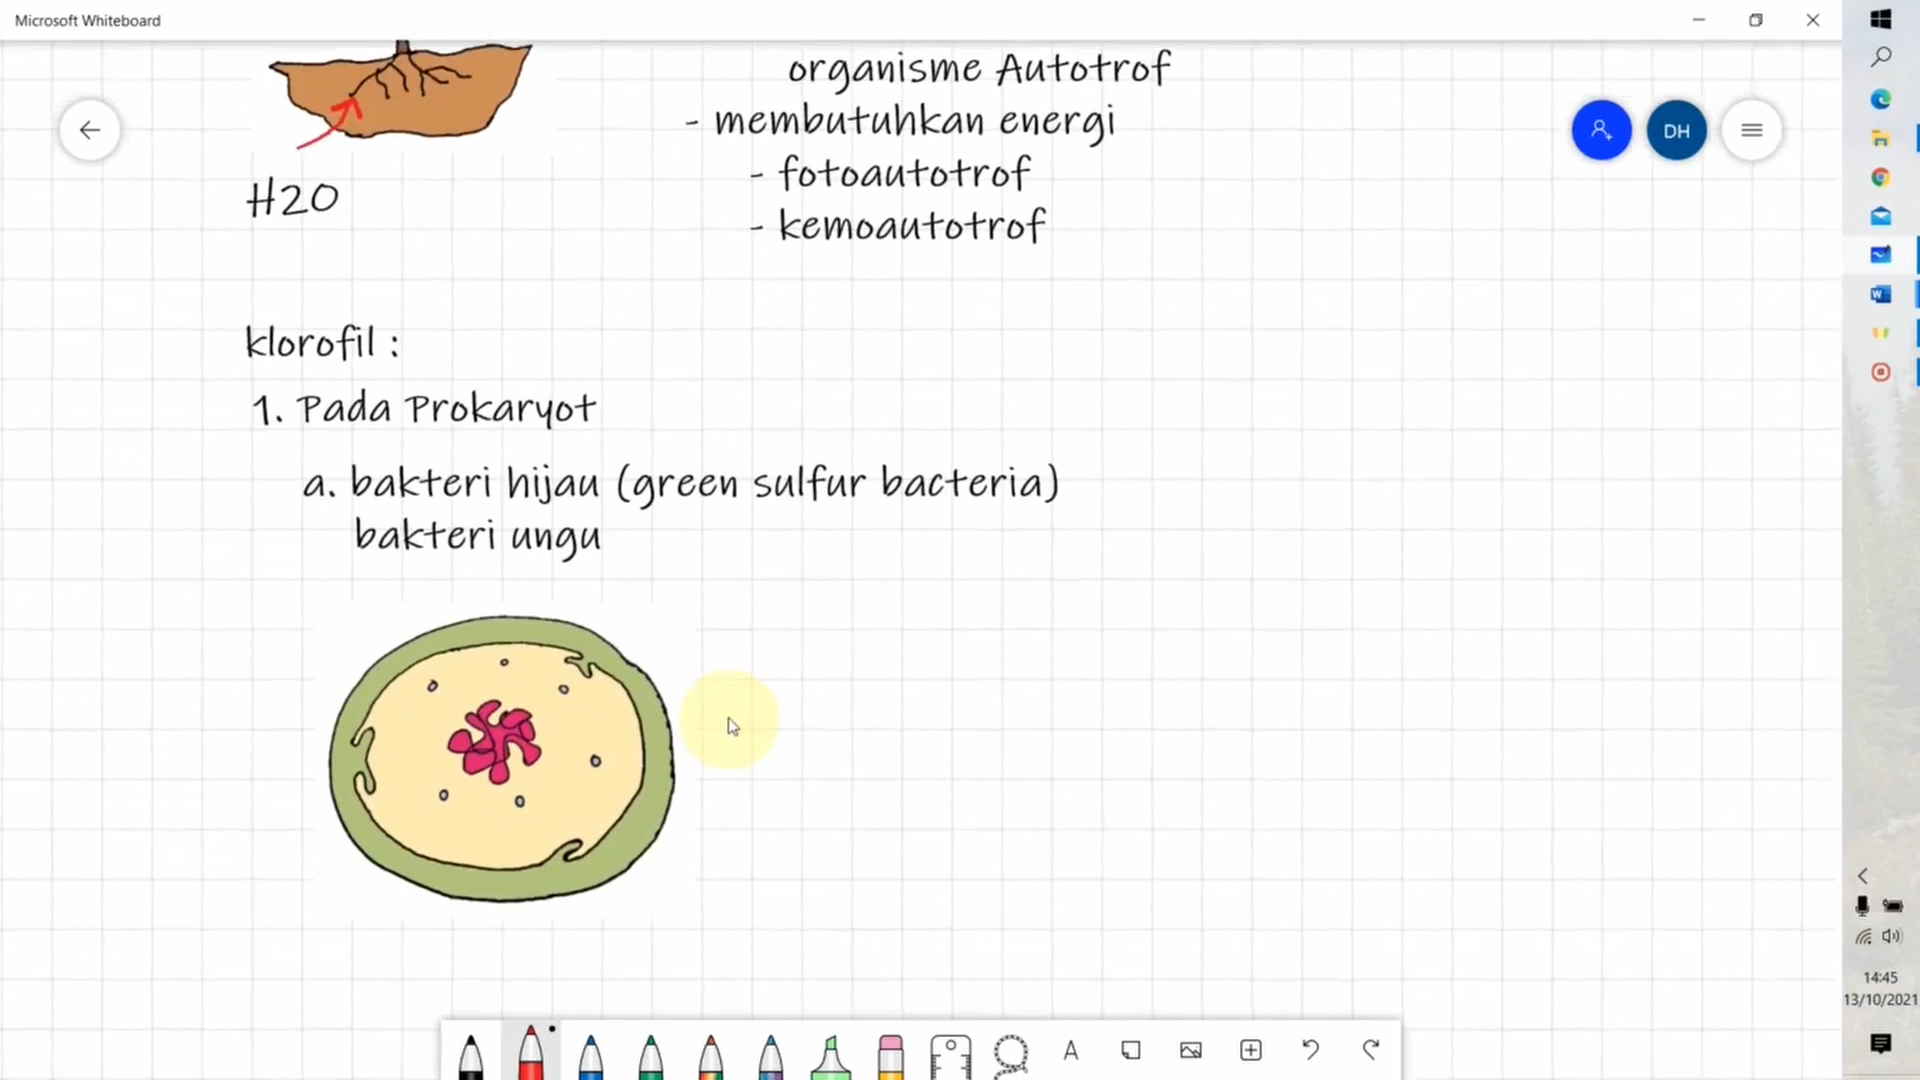 Microsoft Whiteboard
organisme Autotrof
- membutuhkan energi
- fotoautotrof
- kemoautotrof
DH
H2O
klorofil :
1. Pada Prokaryot
a. bakteri hijau (green sulfur bacteria)
bakteri ungu
A
14:45
13/10/2021